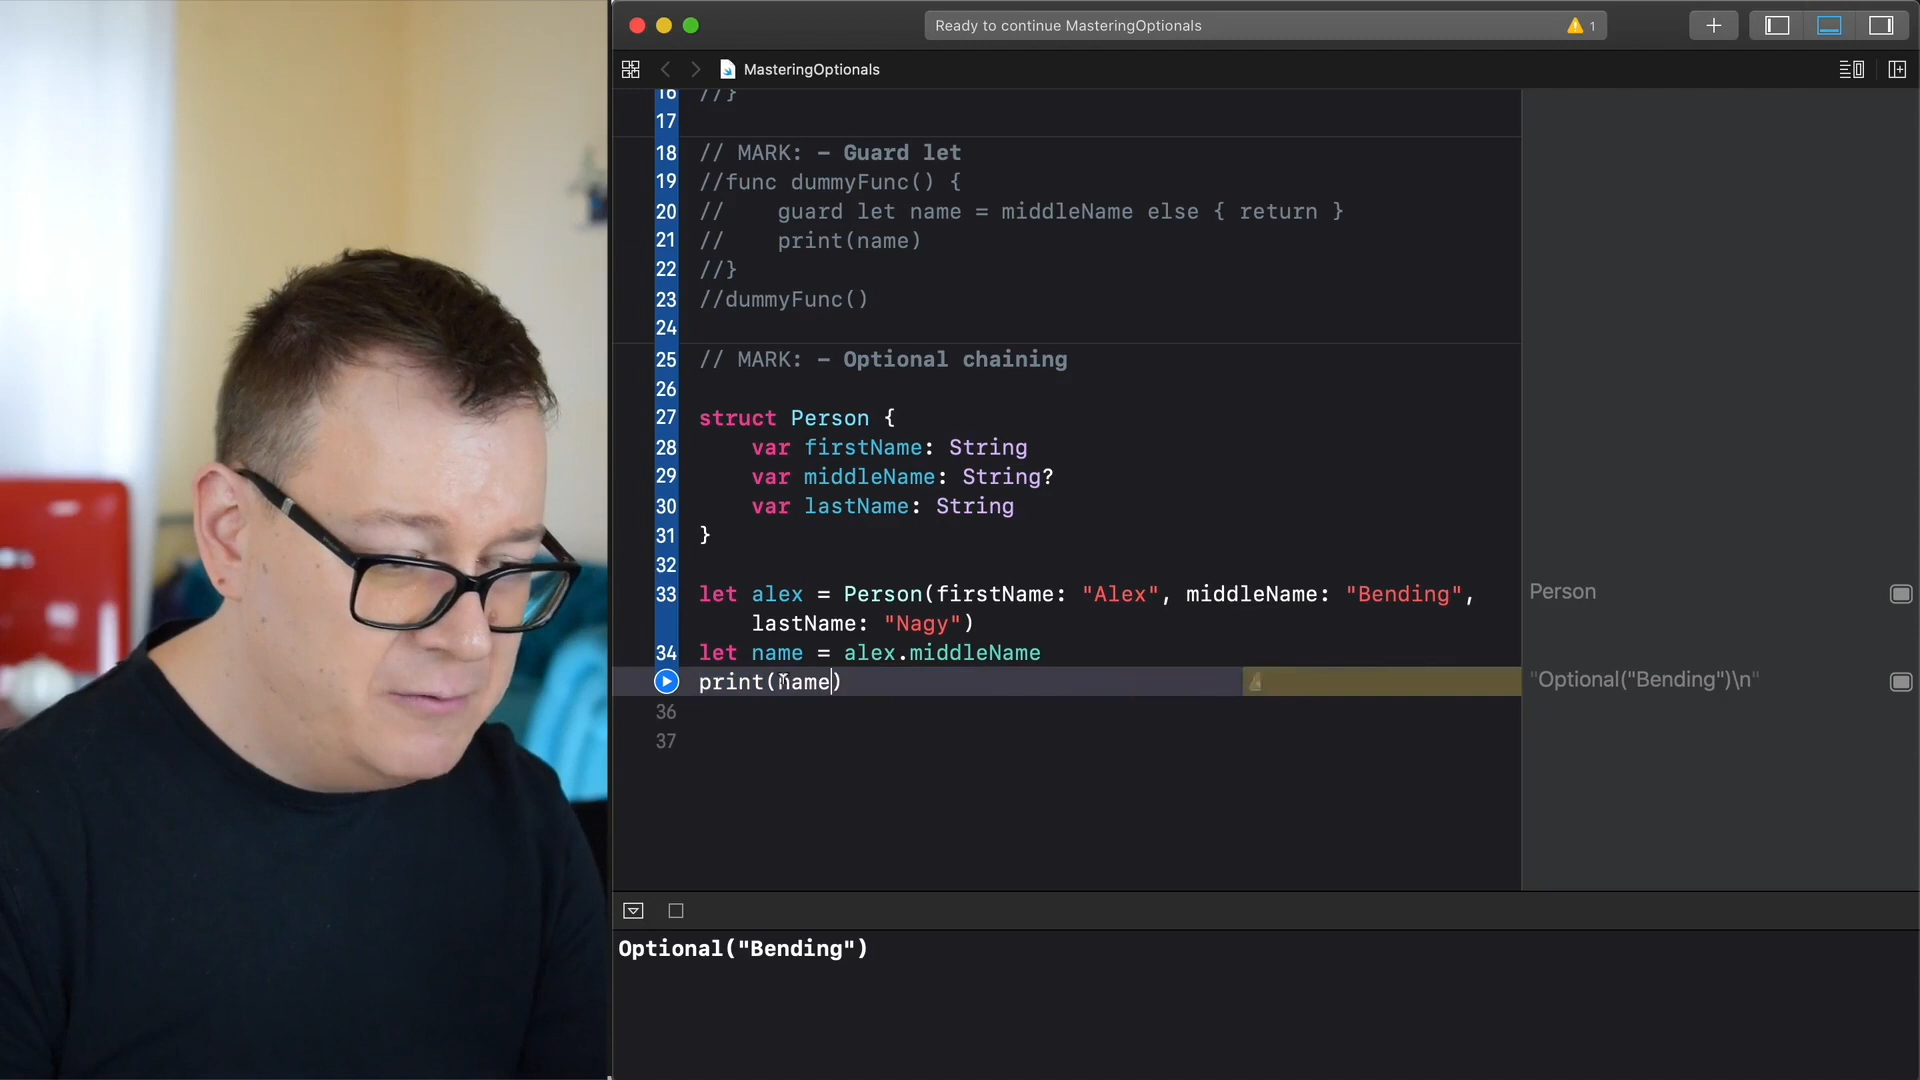 Ready to continue MasteringOptionals
1
MasteringOptionals
16 //}
17
18 // MARK: – Guard let
19 //func dummyFunc() {
20 //    guard let name = middleName else { return }
21 //    print(name)
22 //}
23 //dummyFunc()
24
25 // MARK: – Optional chaining
26
27 struct Person {
28     var firstName: String
29     var middleName: String?
30     var lastName: String
31 }
32
33 let alex = Person(firstName: "Alex", middleName: "Bending",
lastName: "Nagy")
Person
34 let name = alex.middleName
print(name)
"Optional("Bending")\n"
36
37
Optional("Bending")